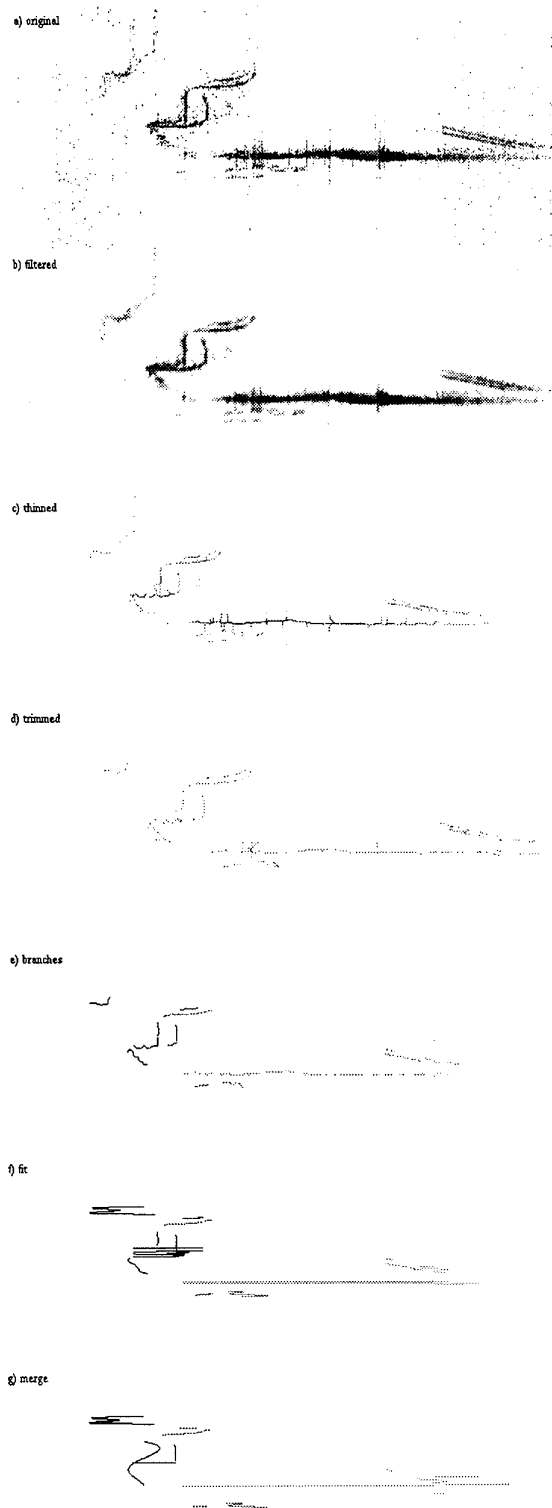 a) original
b) filtered
c) thinned
d) trimmed
e) branches
f) fit
g) merge